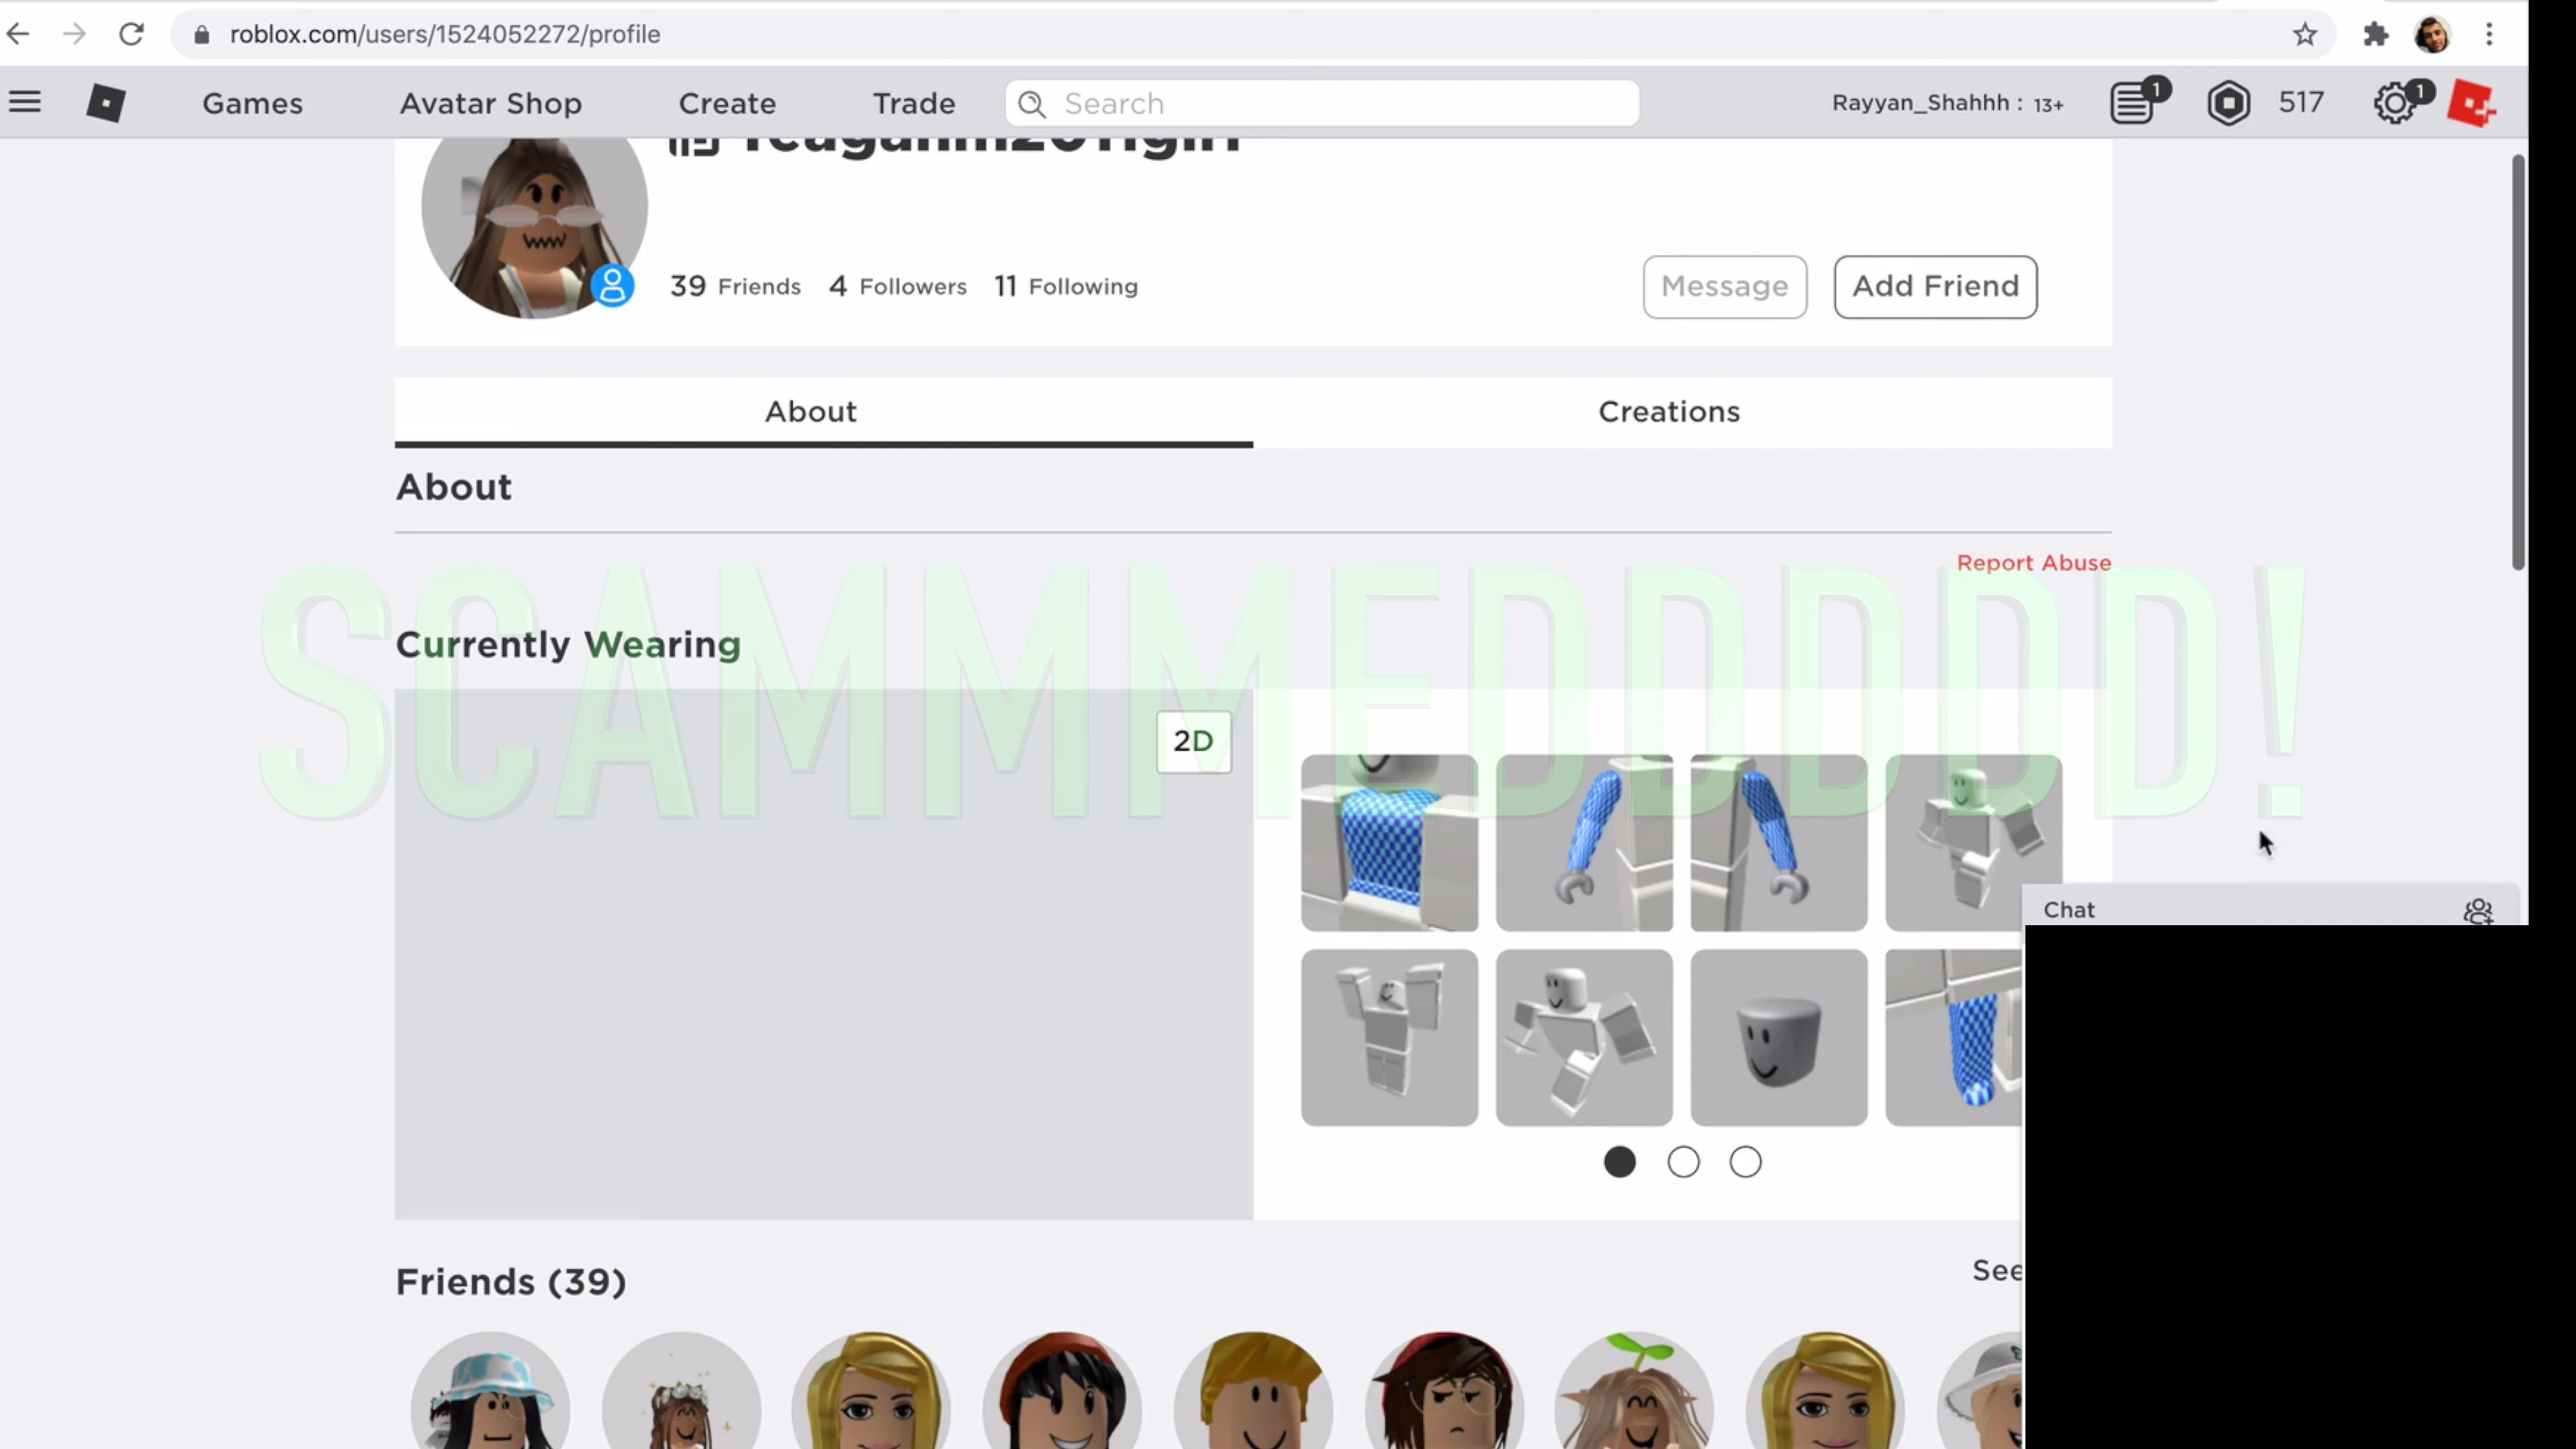 roblox.com/users/1524052272/profile
Games Avatar Shop Create Trade Search Rayyan_Shahhh : 13+ 1 517 1
39 Friends 4 Followers 11 Following Message Add Friend
About Creations
About
Report Abuse
SCAMMMEDDDDD!
Currently Wearing
2D
Chat
Friends (39)
See